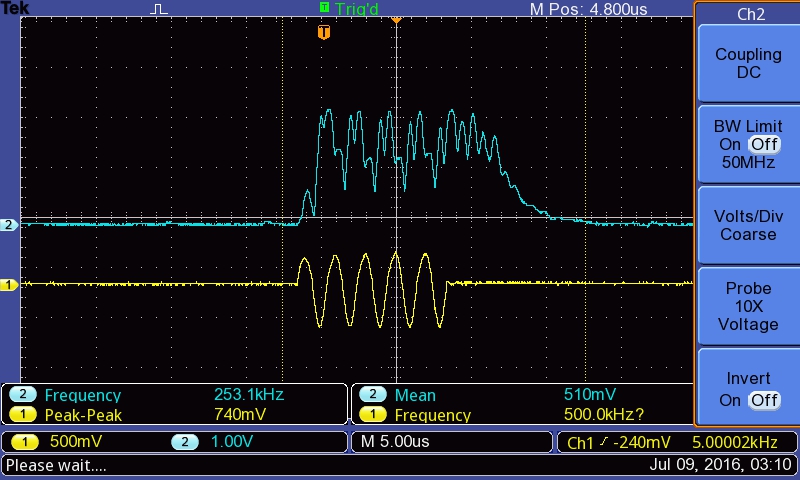 Tek T Trig'd M Pos: 4.800us Ch2
T
Coupling
DC
BW Limit
On Off
50MHz
2
Volts/Div
Coarse
1
Probe
10X
Voltage
Invert
On Off
2 Frequency 253.1kHz 2 Mean 510mV
1 Peak-Peak 740mV 1 Frequency 500.0kHz?
1 500mV 2 1.00V M 5.00us Ch1 -240mV 5.00002kHz
Please wait.... Jul 09, 2016, 03:10